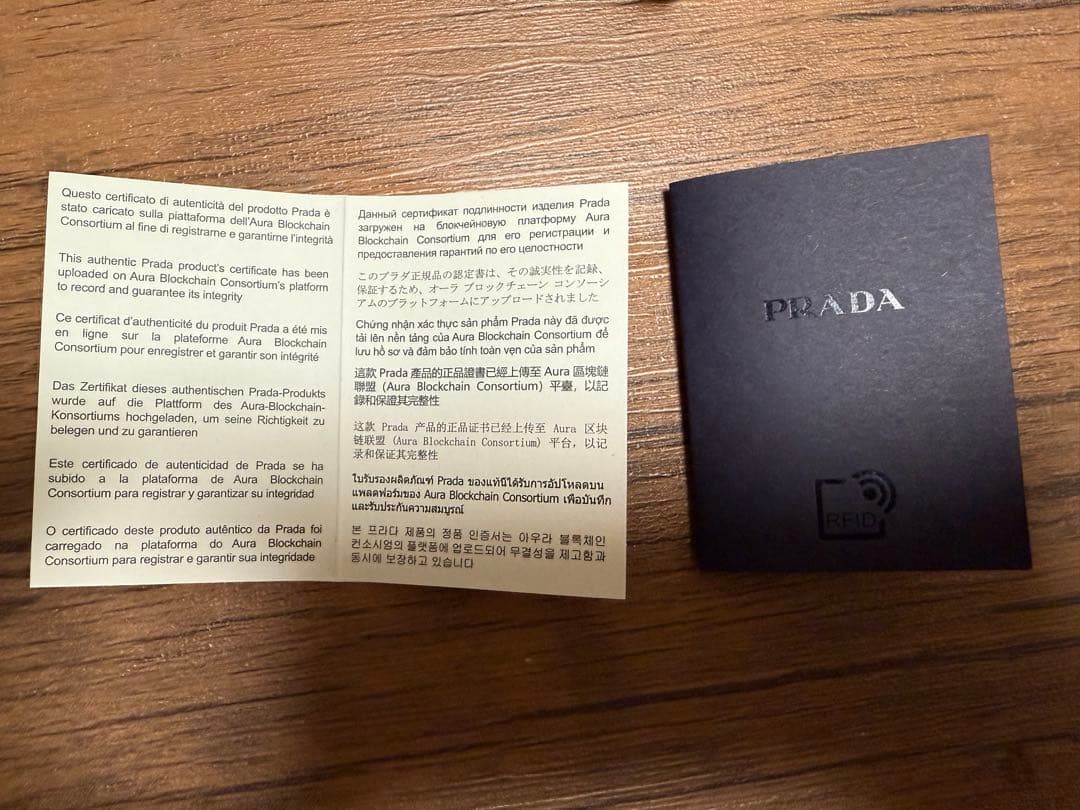 Questo certificato di autenticità del prodotto Prada è
stato caricato sulla piattaforma dell'Aura Blockchain
Consortium al fine di registrarne e garantirne l'integrità
This authentic Prada product's certificate has been
uploaded on Aura Blockchain Consortium's platform
to record and guarantee its integrity
Ce certificat d'authenticité du produit Prada a été mis
en ligne sur la plateforme Aura Blockchain
Consortium pour enregistrer et garantir son intégrité
Das Zertifikat dieses authentischen Prada-Produkts
wurde auf die Plattform des Aura-Blockchain-
Konsortiums hochgeladen, um seine Richtigkeit zu
belegen und zu garantieren
Este certificado de autenticidad de Prada se ha
subido a la plataforma de Aura Blockchain
Consortium para registrar y garantizar su integridad
O certificado deste produto autêntico da Prada foi
carregado na plataforma do Aura Blockchain
Consortium para registrar e garantir sua integridade
Данный сертификат подлинности изделия Prada
загружен на блокчейновую платформу Aura
Blockchain Consortium для его регистрации и
предоставления гарантий по его целостности
このプラダ正規品の認定書は、その誠実性を記録、
保証するため、オーラ ブロックチェーン コンソーシ
アムのプラットフォームにアップロードされました
Chứng nhận xác thực sản phẩm Prada này đã được
tải lên nền tảng của Aura Blockchain Consortium để
lưu hồ sơ và đảm bảo tính toàn vẹn của sản phẩm
這款 Prada 產品的正品證書已經上傳至 Aura 區塊鏈
聯盟（Aura Blockchain Consortium）平臺，以記
錄和保證其完整性
这款 Prada 产品的正品证书已经上传至 Aura 区块
链联盟（Aura Blockchain Consortium）平台，以记
录和保证其完整性
ใบรับรองผลิตภัณฑ์ Prada ของแท้นี้ได้รับการอัปโหลดบน
แพลตฟอร์มของ Aura Blockchain Consortium เพื่อบันทึก
และรับประกันความสมบูรณ์
본 프라다 제품의 정품 인증서는 아우라 블록체인
컨소시엄의 플랫폼에 업로드되어 무결성을 제고함과
동시에 보장하고 있습니다
PRADA
RFID